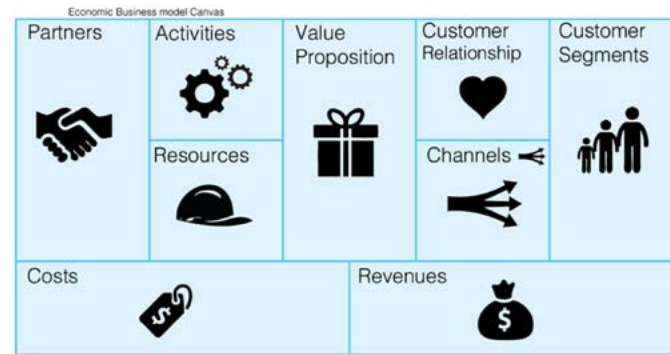 Economic Business model Canvas
Partners
Activities
Value
Proposition
Customer
Relationship
Customer
Segments
Resources
Channels
Costs
$
Revenues
$